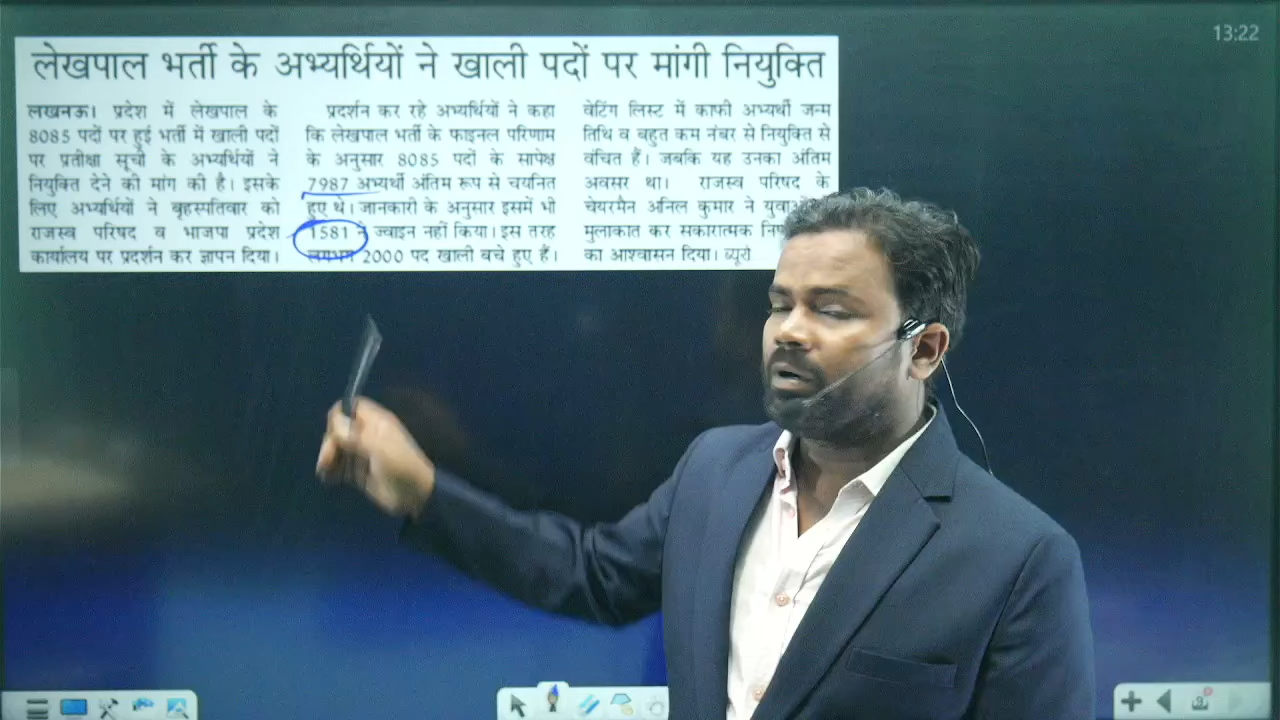 13:22
लेखपाल भर्ती के अभ्यर्थियों ने खाली पदों पर मांगी नियुक्ति
लखनऊ। प्रदेश में लेखपाल के
8085 पदों पर हुई भर्ती में खाली पदों
पर प्रतीक्षा सूची के अभ्यर्थियों ने
नियुक्ति देने की मांग की है। इसके
लिए अभ्यर्थियों ने बृहस्पतिवार को
राजस्व परिषद व भाजपा प्रदेश
कार्यालय पर प्रदर्शन कर ज्ञापन दिया।
प्रदर्शन कर रहे अभ्यर्थियों ने कहा
कि लेखपाल भर्ती के फाइनल परिणाम
के अनुसार 8085 पदों के सापेक्ष
7987 अभ्यर्थी अंतिम रूप से चयनित
हुए थे। जानकारी के अनुसार इसमें भी
1581 ने ज्वाइन नहीं किया। इस तरह
लगभग 2000 पद खाली बचे हुए हैं।
वेटिंग लिस्ट में काफी अभ्यर्थी जन्म
तिथि व बहुत कम नंबर से नियुक्ति से
वंचित हैं। जबकि यह उनका अंतिम
अवसर था। राजस्व परिषद के
चेयरमैन अनिल कुमार ने
मुलाकात कर सकारात्मक
का आश्वासन दिया। ब्यूरो